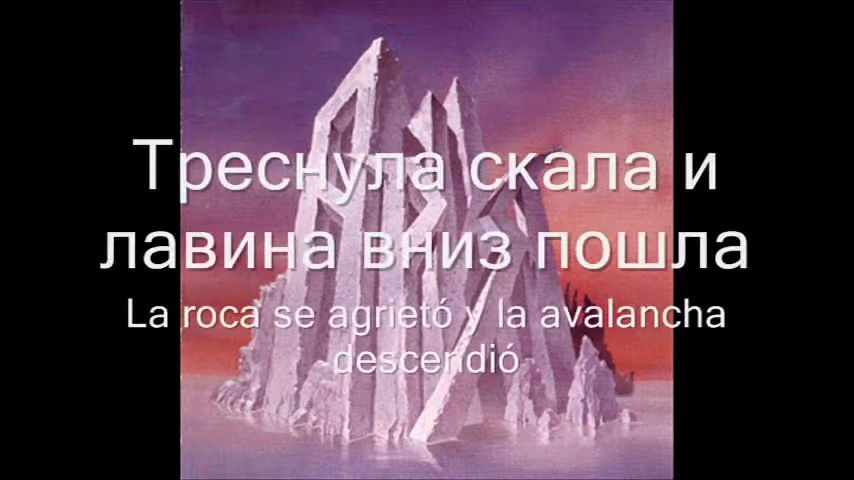 Треснула скала и
лавина вниз пошла
La roca se agrietó y la avalancha
descendió